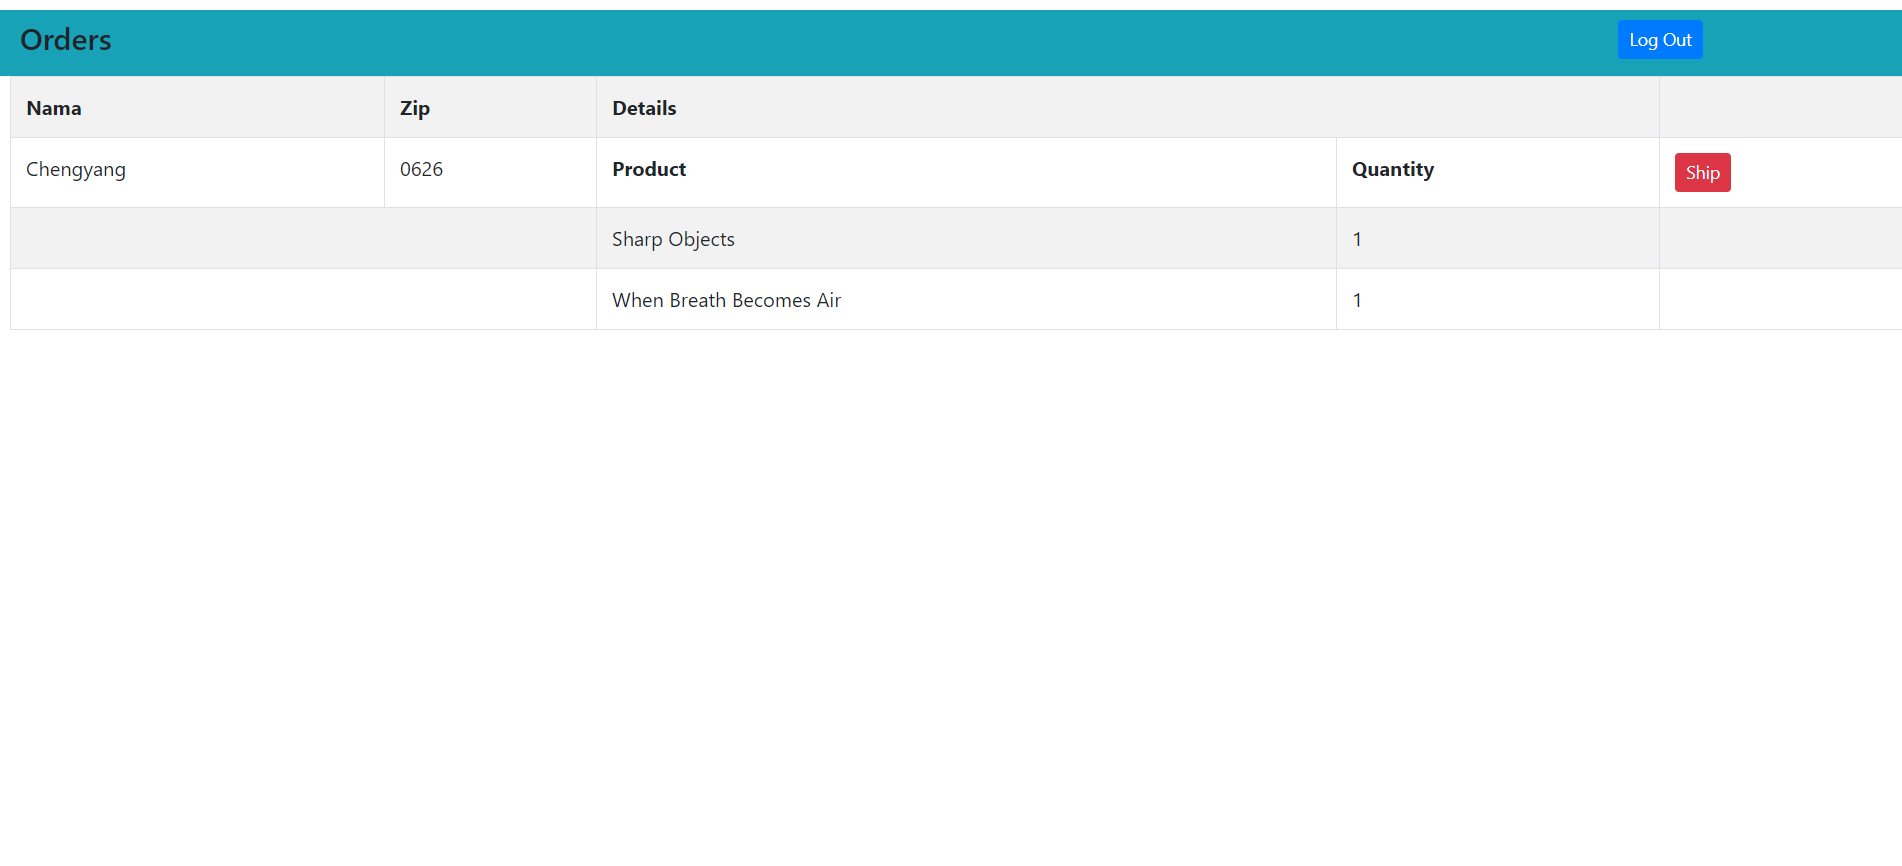 Orders Log Out
Nama Zip Details
Chengyang 0626 Product Quantity Ship
Sharp Objects 1
When Breath Becomes Air 1